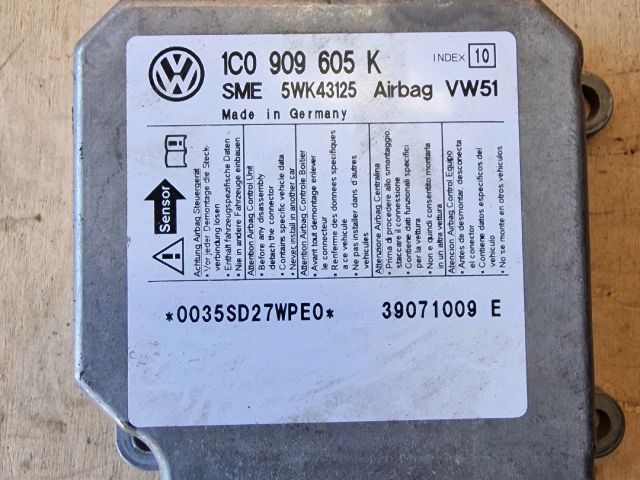 VW
1C0 909 605 K
INDEX 10
SME 5WK43125 Airbag VW51
Made in Germany
Sensor
Achtung Airbag Steuergerät
• Vor jeder Demontage die Steck-
verbindung lösen
• Enthält fahrzeugspezifische Daten
• Nie in andere Fahrzeuge einbauen
Attention Airbag Control Unit
• Before any disassembly
detach the connector
• Contains specific vehicle data
• Never install in another car
Attention Airbag Controle Boitier
• Avant tout demontage enlever
le connecteur
• Renferme des donnees specifiques
a ce vehicule
• Ne pas installer dans d'autres
vehicules
Attenzione Airbag Centralina
• Prima di procedere allo smontaggio,
staccare il connessione
• Contiene dati funzionali specifici
per la vettura
• Non e quindi consentito montarla
in un altra vettura
Atencion Airbag Control Equipo
• Antes de desmontar, desconecta
el conector
• Contiene datos especificos del
vehiculo
• No se monte en otros vehiculos
*0035SD27WPE0*
39071009 E